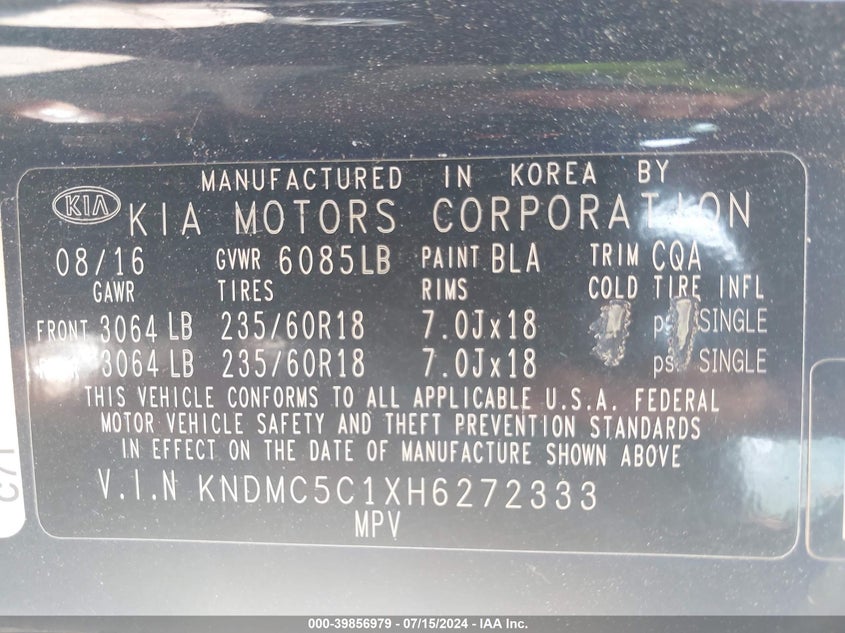 MANUFACTURED IN KOREA BY
KIA KIA MOTORS CORPORATION
08/16 GVWR 6085LB PAINT BLA TRIM CQA
GAWR TIRES RIMS COLD TIRE INFL
FRONT 3064 LB 235/60R18 7.0Jx18 SINGLE
3064 LB 235/60R18 7.0Jx18 psi SINGLE
THIS VEHICLE CONFORMS TO ALL APPLICABLE U.S.A. FEDERAL
MOTOR VEHICLE SAFETY AND THEFT PREVENTION STANDARDS
IN EFFECT ON THE DATE OF MANUFACTURE SHOWN ABOVE
V.I.N KNDMC5C1XH6272333
MPV
000-39856979 - 07/15/2024 - IAA Inc.